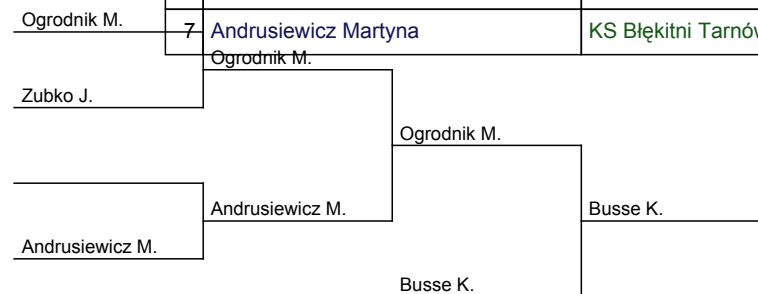 Ogrodnik M.
7 Andrusiewicz Martyna KS Błękitni Tarnów
Ogrodnik M.
Zubko J.
Ogrodnik M.
Andrusiewicz M. Busse K.
Andrusiewicz M.
Busse K.